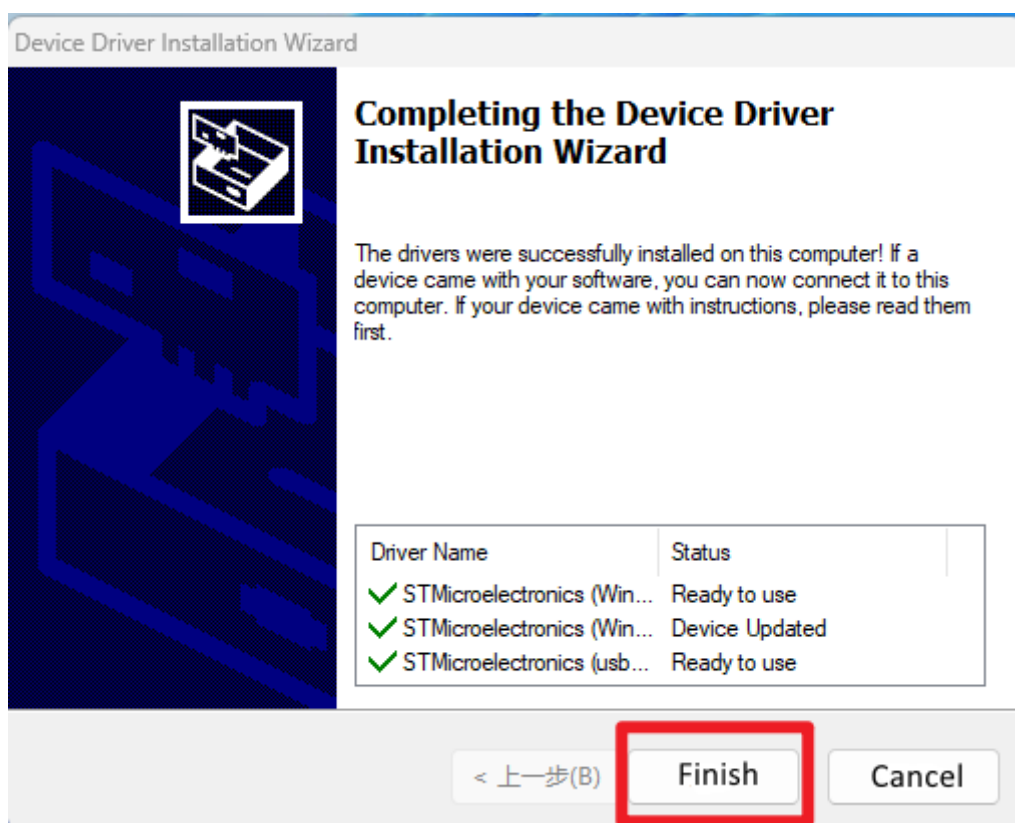 Device Driver Installation Wizard
Completing the Device Driver
Installation Wizard
The drivers were successfully installed on this computer! If a
device came with your software, you can now connect it to this
computer. If your device came with instructions, please read them
first.
Driver Name Status
STMicroelectronics (Win... Ready to use
STMicroelectronics (Win... Device Updated
STMicroelectronics (usb... Ready to use
< 上一步(B) Finish Cancel